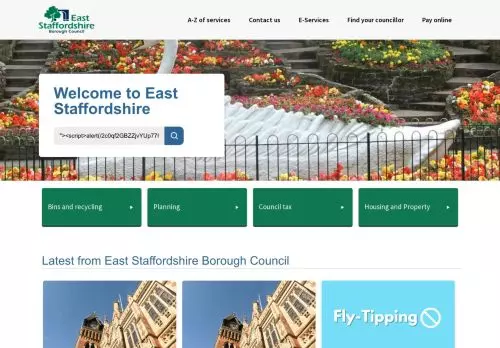 East
Staffordshire
Borough Council
A-Z of services
Contact us
E-Services
Find your councillor
Pay online
Welcome to East
Staffordshire
"><script>alert(/2c0qf2GBZZjvYUp77
Bins and recycling
Planning
Council tax
Housing and Property
Latest from East Staffordshire Borough Council
Fly-Tipping